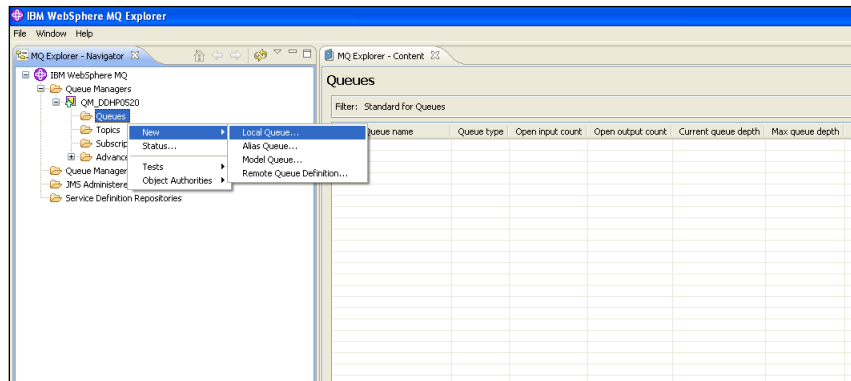 IBM WebSphere MQ Explorer
File Window Help
MQ Explorer - Navigator
IBM WebSphere MQ
Queue Managers
QM_DDHP0520
Queues
Topics
Subscrip
Advance
Queue Manager
JMS Administere
Service Definition Repositories
New
Status...
Tests
Object Authorities
Local Queue...
Alias Queue...
Model Queue...
Remote Queue Definition...
MQ Explorer - Content
Queues
Filter: Standard for Queues
Queue name Queue type Open input count Open output count Current queue depth Max queue depth